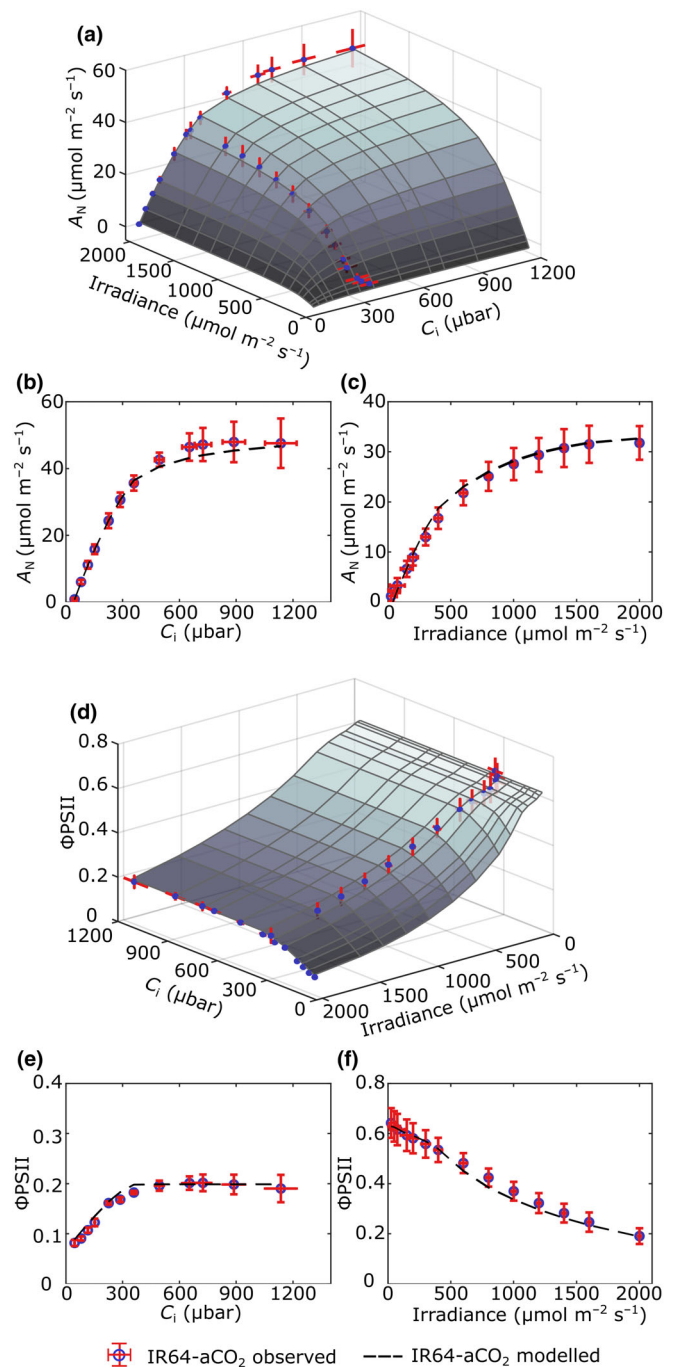 (a)
60
40
20
0
A_N (µmol m⁻² s⁻¹)
2000
1500
1000
500
0
Irradiance (µmol m⁻² s⁻¹)
0
300
600
900
1200
C_i (µbar)
(b)
60
40
20
0
A_N (µmol m⁻² s⁻¹)
0 300 600 900 1200
C_i (µbar)
(c)
40
30
20
10
0
A_N (µmol m⁻² s⁻¹)
0 500 1000 1500 2000
Irradiance (µmol m⁻² s⁻¹)
(d)
0.8
0.6
0.4
0.2
0
ΦPSII
1200
900
600
300
0
C_i (µbar)
2000
1500
1000
500
0
Irradiance (µmol m⁻² s⁻¹)
(e)
0.4
0.3
0.2
0.1
0
ΦPSII
0 300 600 900 1200
C_i (µbar)
(f)
0.8
0.6
0.4
0.2
0
ΦPSII
0 500 1000 1500 2000
Irradiance (µmol m⁻² s⁻¹)
IR64-aCO₂ observed
IR64-aCO₂ modelled